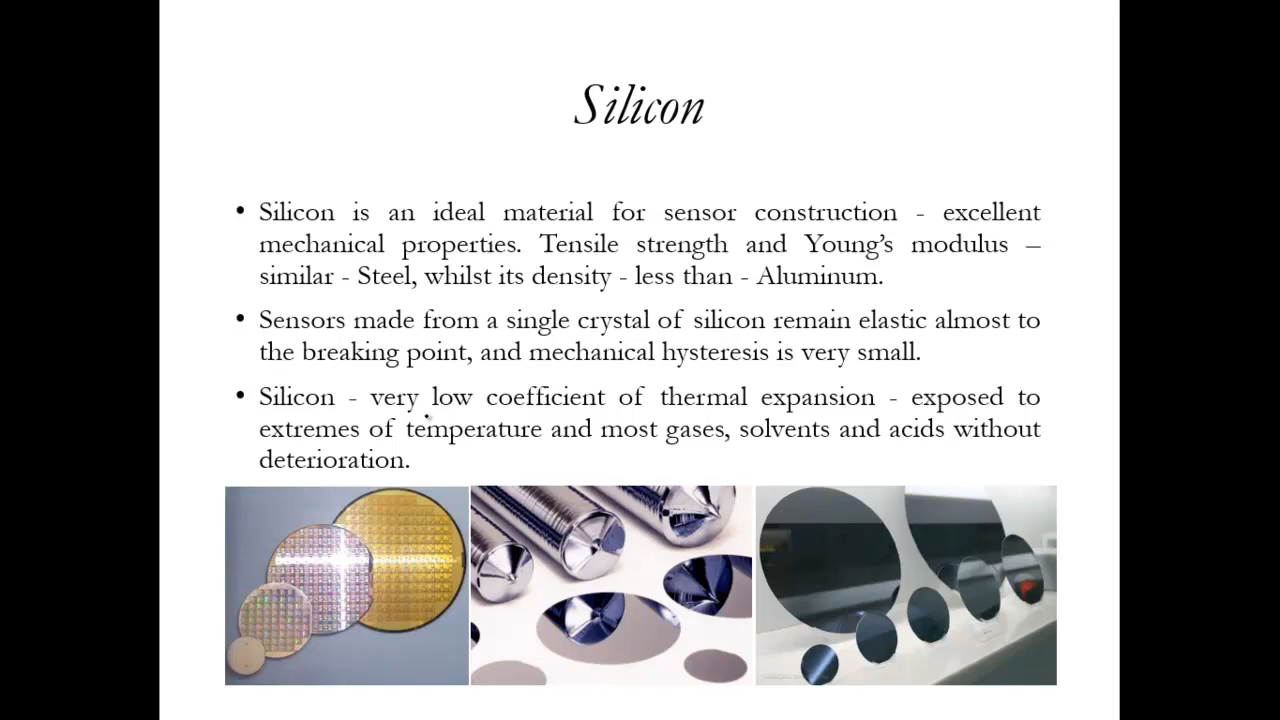 Silicon
• Silicon is an ideal material for sensor construction - excellent
mechanical properties. Tensile strength and Young’s modulus –
similar - Steel, whilst its density - less than - Aluminum.
• Sensors made from a single crystal of silicon remain elastic almost to
the breaking point, and mechanical hysteresis is very small.
• Silicon - very low coefficient of thermal expansion - exposed to
extremes of temperature and most gases, solvents and acids without
deterioration.